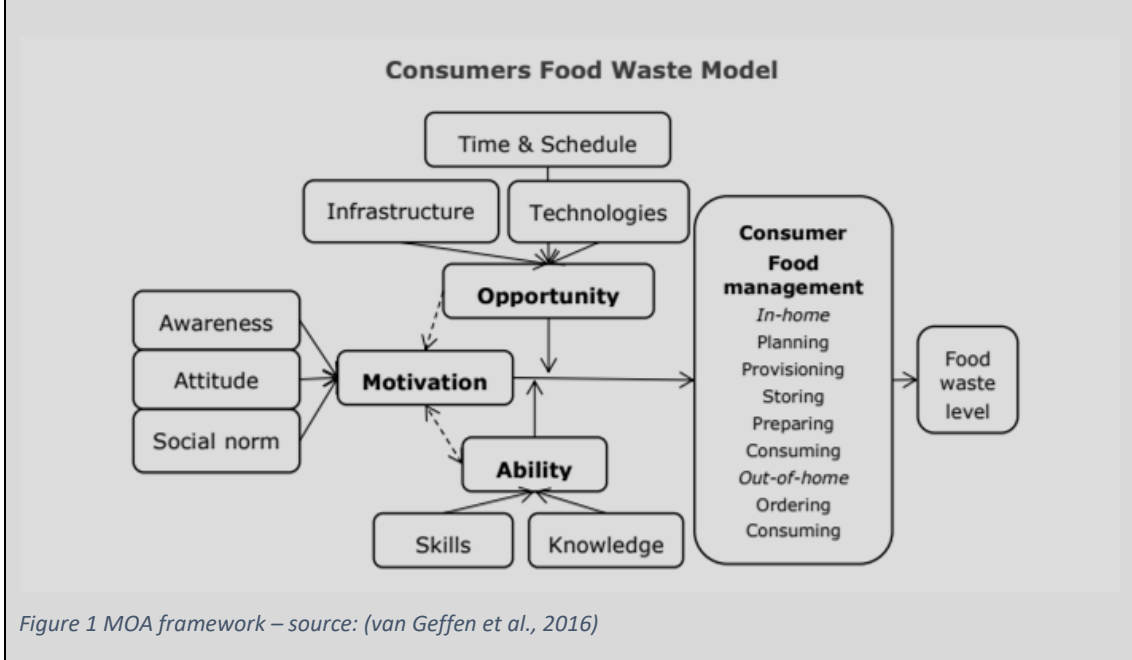 Consumers Food Waste Model
Time & Schedule
Infrastructure
Technologies
Opportunity
Awareness
Attitude
Social norm
Motivation
Ability
Skills
Knowledge
Consumer
Food
management
In-home
Planning
Provisioning
Storing
Preparing
Consuming
Out-of-home
Ordering
Consuming
Food
waste
level
Figure 1 MOA framework – source: (van Geffen et al., 2016)